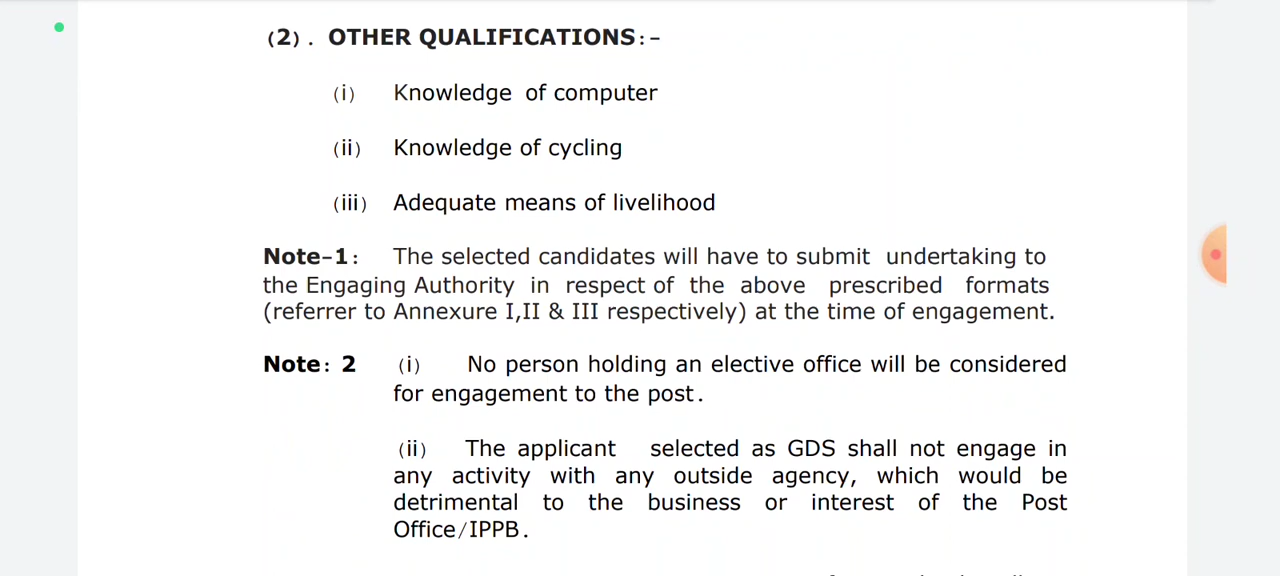 (2). OTHER QUALIFICATIONS:-
(i) Knowledge of computer
(ii) Knowledge of cycling
(iii) Adequate means of livelihood
Note-1: The selected candidates will have to submit undertaking to
the Engaging Authority in respect of the above prescribed formats
(referrer to Annexure I,II & III respectively) at the time of engagement.
Note: 2 (i) No person holding an elective office will be considered
for engagement to the post.
(ii) The applicant selected as GDS shall not engage in
any activity with any outside agency, which would be
detrimental to the business or interest of the Post
Office/IPPB.